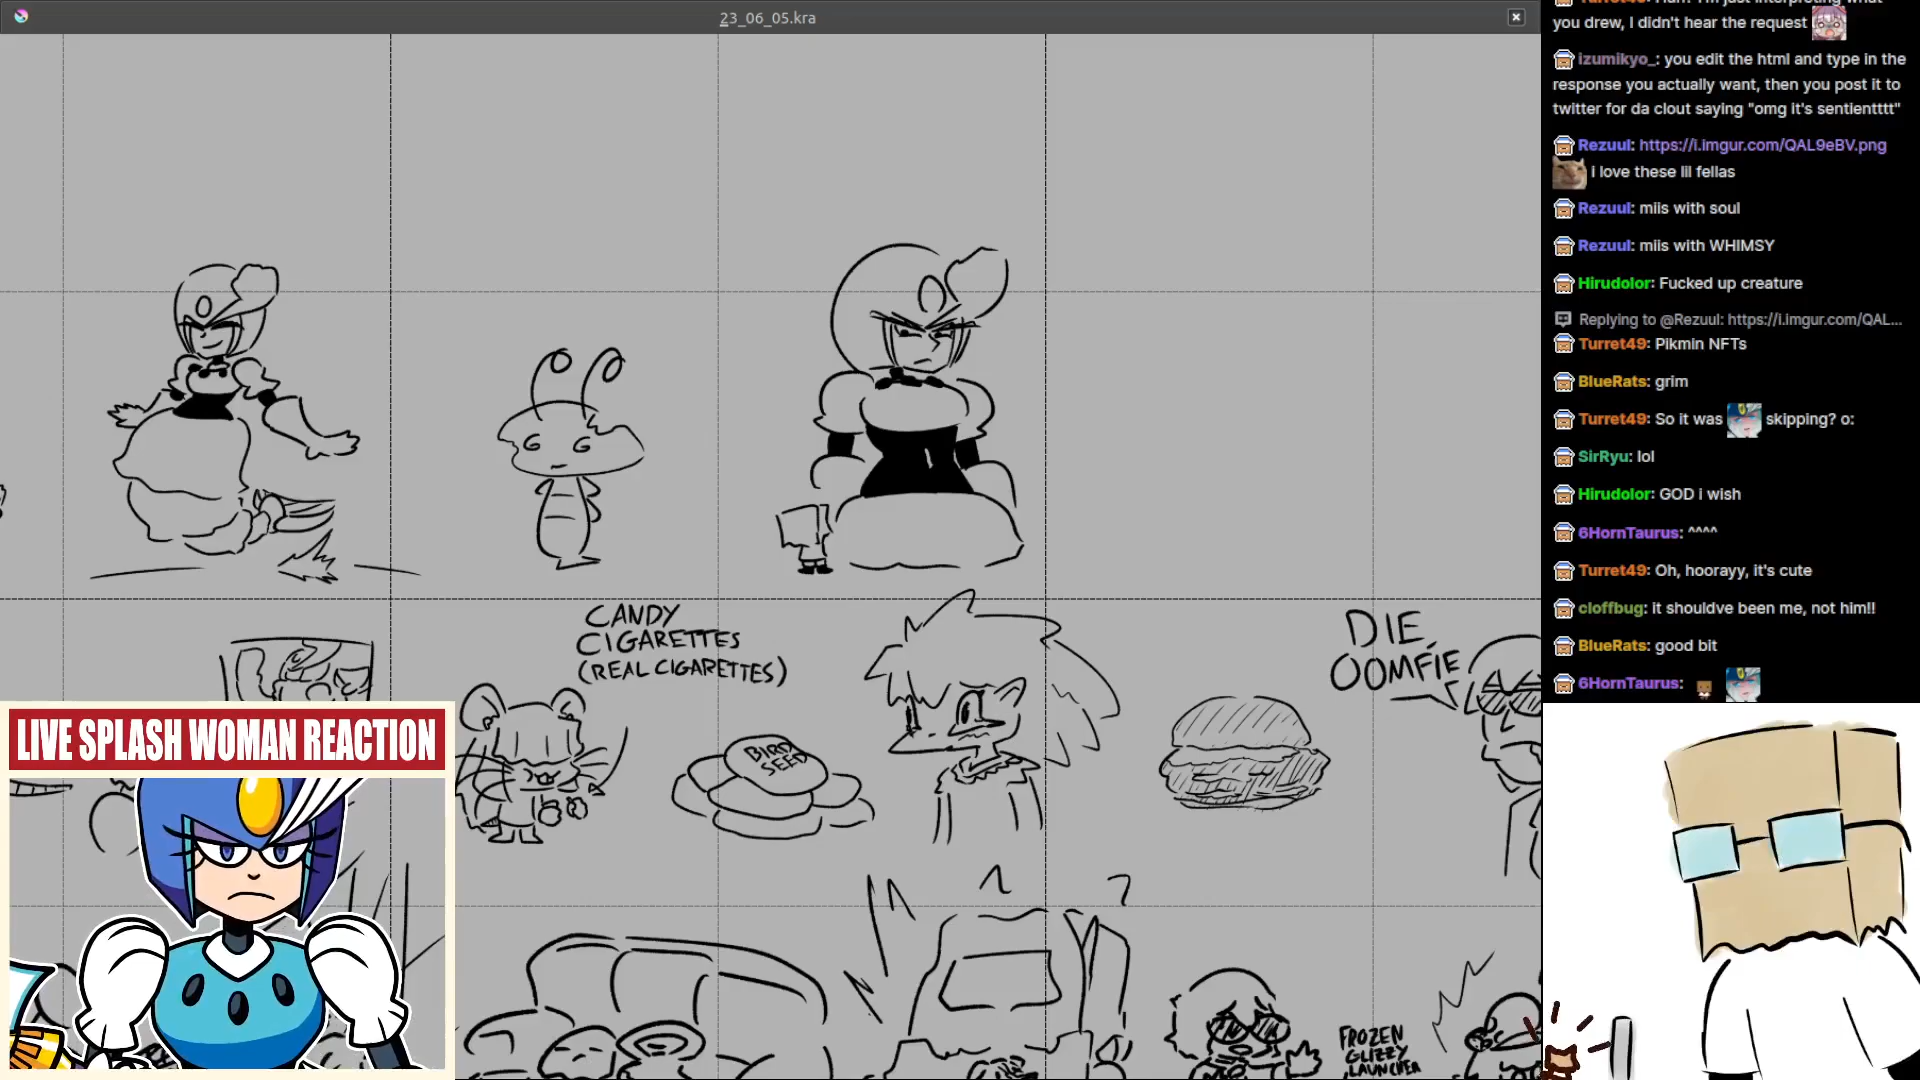 23_06_05.kra
you drew, I didn't hear the request
izumikyo_: you edit the html and type in the
response you actually want, then you post it to
twitter for da clout saying "omg it's sentientttt"
Rezuul: https://i.imgur.com/QAL9eBV.png
i love these lil fellas
Rezuul: miis with soul
Rezuul: miis with WHIMSY
Hirudolor: Fucked up creature
Replying to @Rezuul: https://i.imgur.com/QAL...
Turret49: Pikmin NFTs
BlueRats: grim
Turret49: So it was skipping? o:
SirRyu: lol
Hirudolor: GOD i wish
6HornTaurus: ^^^^
Turret49: Oh, hoorayy, it's cute
cloffbug: it shouldve been me, not him!!
BlueRats: good bit
6HornTaurus:
CANDY
CIGARETTES
(REAL CIGARETTES)
BIRD
SEED
DIE,
OOMFIE
LIVE SPLASH WOMAN REACTION
FROZEN
GLIZZY
LAUNCHER